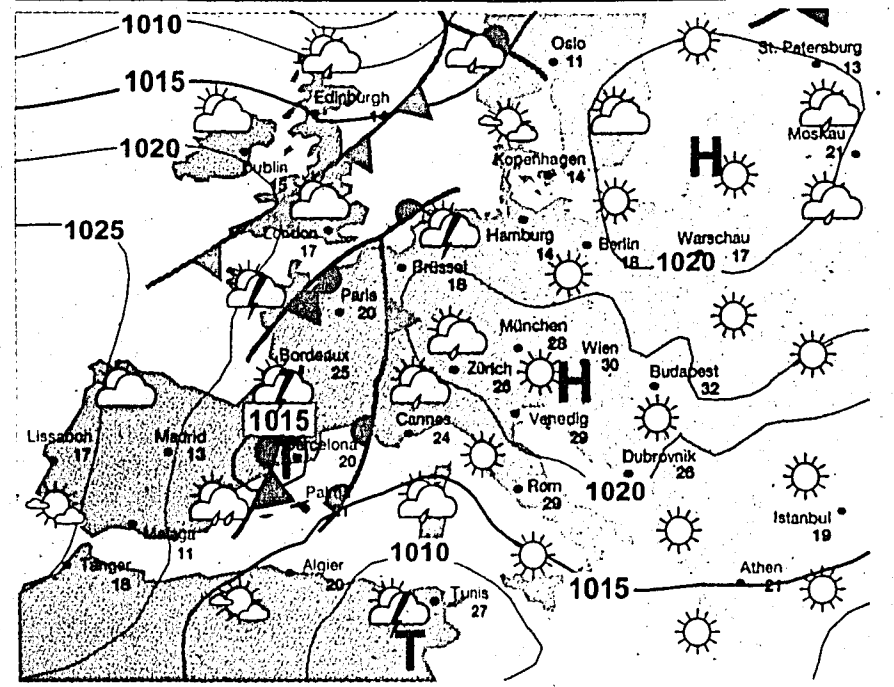 1010
Oslo
11
St. Petersburg
13
1015
Edinburgh
Moskau
21
1020
Dublin
15
Kopenhagen
14
H
1025
London
17
Hamburg
14
Berlin
18
Warschau
17
1020
Brüssel
18
Paris
20
München
28
Wien
30
Bordeaux
25
Zürich
26
H
Budapest
32
1015
Cannes
24
Venedig
29
Lissabon
17
Madrid
13
T
Barcelona
20
Dubrovnik
26
Rom
29
1020
Istanbul
19
Malaga
11
1010
Tanger
18
Algier
20
1015
Athen
21
Tunis
27
T